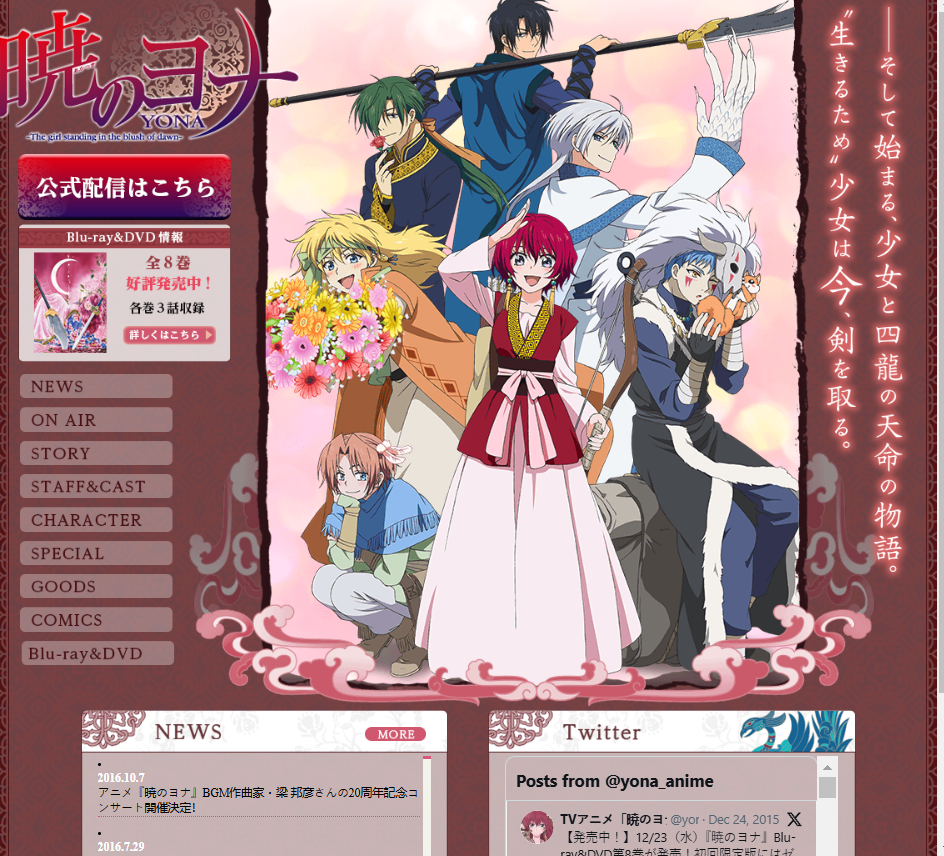 暁のヨナ
YONA
-The girl standing in the blush of dawn-
公式配信はこちら
Blu-ray&DVD情報
全8巻
好評発売中！
各巻3話収録
詳しくはこちら
NEWS
ON AIR
STORY
STAFF&CAST
CHARACTER
SPECIAL
GOODS
COMICS
Blu-ray&DVD
──そして始まる、少女と四龍の天命の物語。
〝生きるため〟少女は今、剣を取る。
NEWS
MORE
2016.10.7
アニメ『暁のヨナ』BGM作曲家・梁 邦彦さんの20周年記念コ
ンサート開催決定!
2016.7.29
Twitter
Posts from @yona_anime
TVアニメ「暁のヨ· @yor · Dec 24, 2015
【発売中！】12/23（水）『暁のヨナ』Blu-
ray&DVD第8巻が発売！初回限定版にはゼ